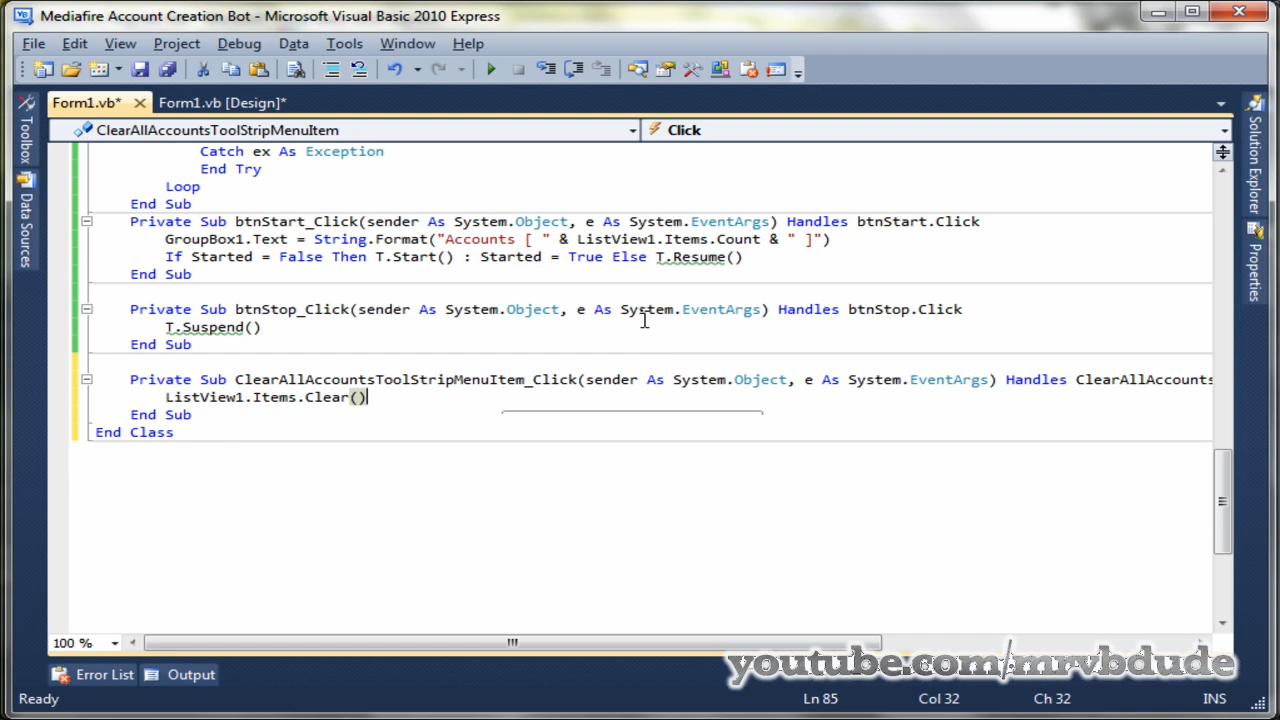 Mediafire Account Creation Bot - Microsoft Visual Basic 2010 Express
File Edit View Project Debug Data Tools Window Help
Form1.vb* Form1.vb [Design]*
ClearAllAccountsToolStripMenuItem Click
Toolbox
Data Sources
Solution Explorer
Properties
Catch ex As Exception
End Try
Loop
End Sub
Private Sub btnStart_Click(sender As System.Object, e As System.EventArgs) Handles btnStart.Click
GroupBox1.Text = String.Format("Accounts [ " & ListView1.Items.Count & " ]")
If Started = False Then T.Start() : Started = True Else T.Resume()
End Sub
Private Sub btnStop_Click(sender As System.Object, e As System.EventArgs) Handles btnStop.Click
T.Suspend()
End Sub
Private Sub ClearAllAccountsToolStripMenuItem_Click(sender As System.Object, e As System.EventArgs) Handles ClearAllAccounts
ListView1.Items.Clear()
End Sub
End Class
100 %
youtube.com/mrvbdude
Error List Output
Ready Ln 85 Col 32 Ch 32 INS